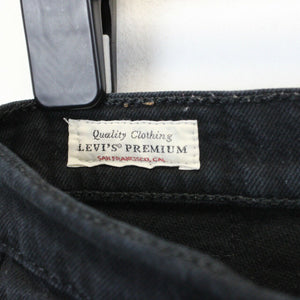 Quality Clothing
LEVI'S® PREMIUM
SAN FRANCISCO, CAL